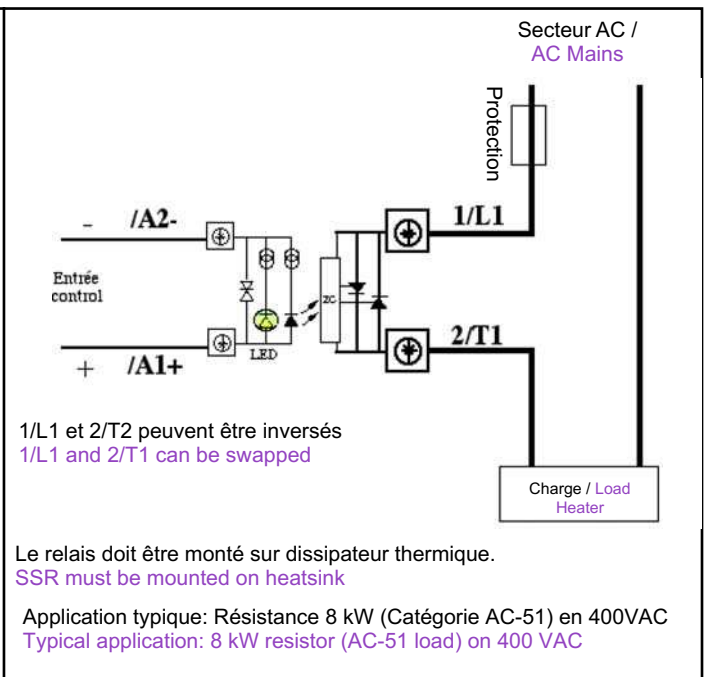 Secteur AC /
AC Mains
Protection
- /A2-
1/L1
Entrée
control
ZC
LED
+ /A1+
2/T1
1/L1 et 2/T2 peuvent être inversés
1/L1 and 2/T1 can be swapped
Charge / Load
Heater
Le relais doit être monté sur dissipateur thermique.
SSR must be mounted on heatsink
Application typique: Résistance 8 kW (Catégorie AC-51) en 400VAC
Typical application: 8 kW resistor (AC-51 load) on 400 VAC